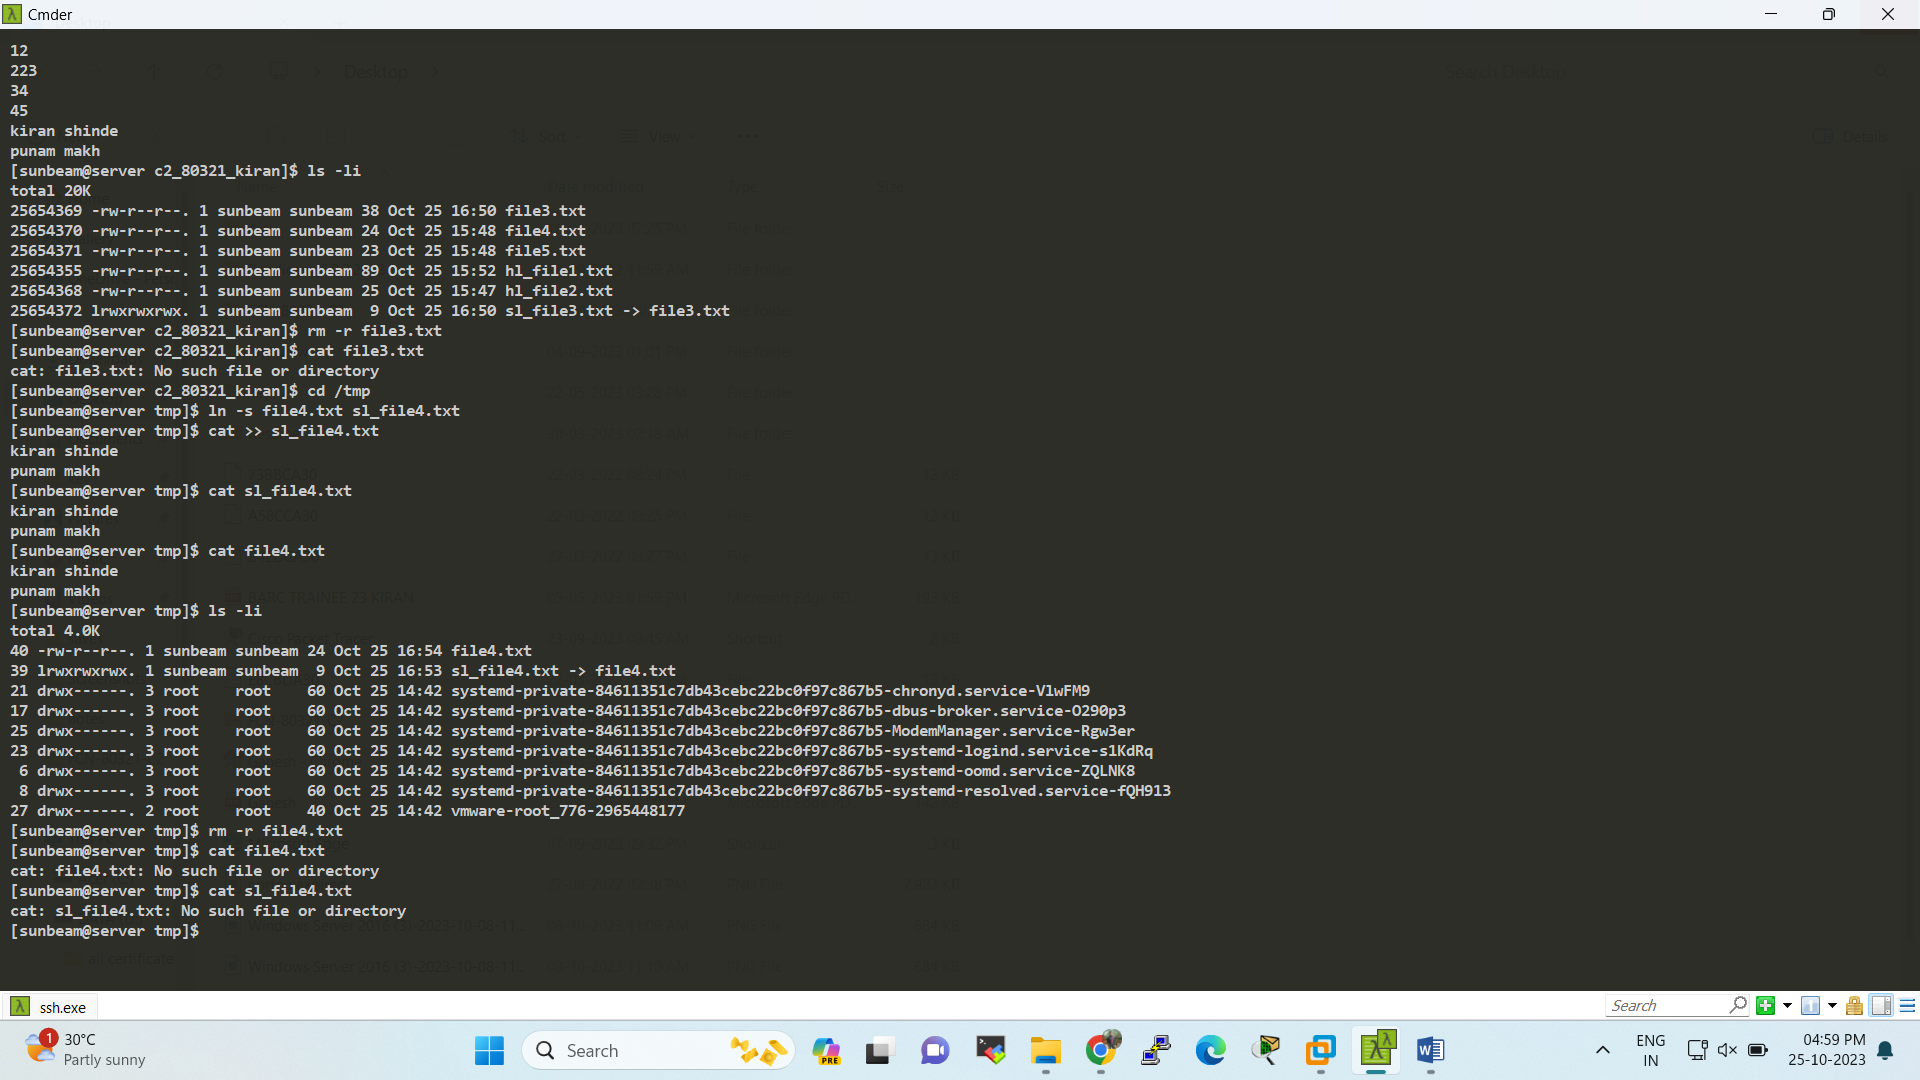 Cmder
12
223
34
45
kiran shinde
punam makh
[sunbeam@server c2_80321_kiran]$ ls -li
total 20K
25654369 -rw-r--r--. 1 sunbeam sunbeam 38 Oct 25 16:50 file3.txt
25654370 -rw-r--r--. 1 sunbeam sunbeam 24 Oct 25 15:48 file4.txt
25654371 -rw-r--r--. 1 sunbeam sunbeam 23 Oct 25 15:48 file5.txt
25654355 -rw-r--r--. 1 sunbeam sunbeam 89 Oct 25 15:52 hl_file1.txt
25654368 -rw-r--r--. 1 sunbeam sunbeam 25 Oct 25 15:47 hl_file2.txt
25654372 lrwxrwxrwx. 1 sunbeam sunbeam  9 Oct 25 16:50 sl_file3.txt -> file3.txt
[sunbeam@server c2_80321_kiran]$ rm -r file3.txt
[sunbeam@server c2_80321_kiran]$ cat file3.txt
cat: file3.txt: No such file or directory
[sunbeam@server c2_80321_kiran]$ cd /tmp
[sunbeam@server tmp]$ ln -s file4.txt sl_file4.txt
[sunbeam@server tmp]$ cat >> sl_file4.txt
kiran shinde
punam makh
[sunbeam@server tmp]$ cat sl_file4.txt
kiran shinde
punam makh
[sunbeam@server tmp]$ cat file4.txt
kiran shinde
punam makh
[sunbeam@server tmp]$ ls -li
total 4.0K
40 -rw-r--r--. 1 sunbeam sunbeam 24 Oct 25 16:54 file4.txt
39 lrwxrwxrwx. 1 sunbeam sunbeam  9 Oct 25 16:53 sl_file4.txt -> file4.txt
21 drwx------. 3 root    root    60 Oct 25 14:42 systemd-private-84611351c7db43cebc22bc0f97c867b5-chronyd.service-VlwFM9
17 drwx------. 3 root    root    60 Oct 25 14:42 systemd-private-84611351c7db43cebc22bc0f97c867b5-dbus-broker.service-O290p3
25 drwx------. 3 root    root    60 Oct 25 14:42 systemd-private-84611351c7db43cebc22bc0f97c867b5-ModemManager.service-Rgw3er
23 drwx------. 3 root    root    60 Oct 25 14:42 systemd-private-84611351c7db43cebc22bc0f97c867b5-systemd-logind.service-s1KdRq
 6 drwx------. 3 root    root    60 Oct 25 14:42 systemd-private-84611351c7db43cebc22bc0f97c867b5-systemd-oomd.service-ZQLNK8
 8 drwx------. 3 root    root    60 Oct 25 14:42 systemd-private-84611351c7db43cebc22bc0f97c867b5-systemd-resolved.service-fQH913
27 drwx------. 2 root    root    40 Oct 25 14:42 vmware-root_776-2965448177
[sunbeam@server tmp]$ rm -r file4.txt
[sunbeam@server tmp]$ cat file4.txt
cat: file4.txt: No such file or directory
[sunbeam@server tmp]$ cat sl_file4.txt
cat: sl_file4.txt: No such file or directory
[sunbeam@server tmp]$
ssh.exe
Search
1
30°C
Partly sunny
Search
PRE
ENG
IN
04:59 PM
25-10-2023